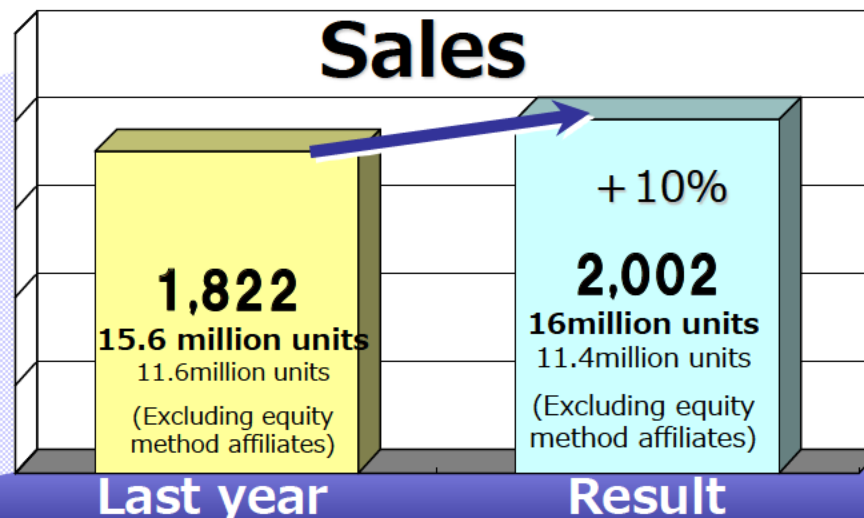 Sales
+10%
1,822
15.6 million units
11.6million units
(Excluding equity
method affiliates)
2,002
16million units
11.4million units
(Excluding equity
method affiliates)
Last year
Result